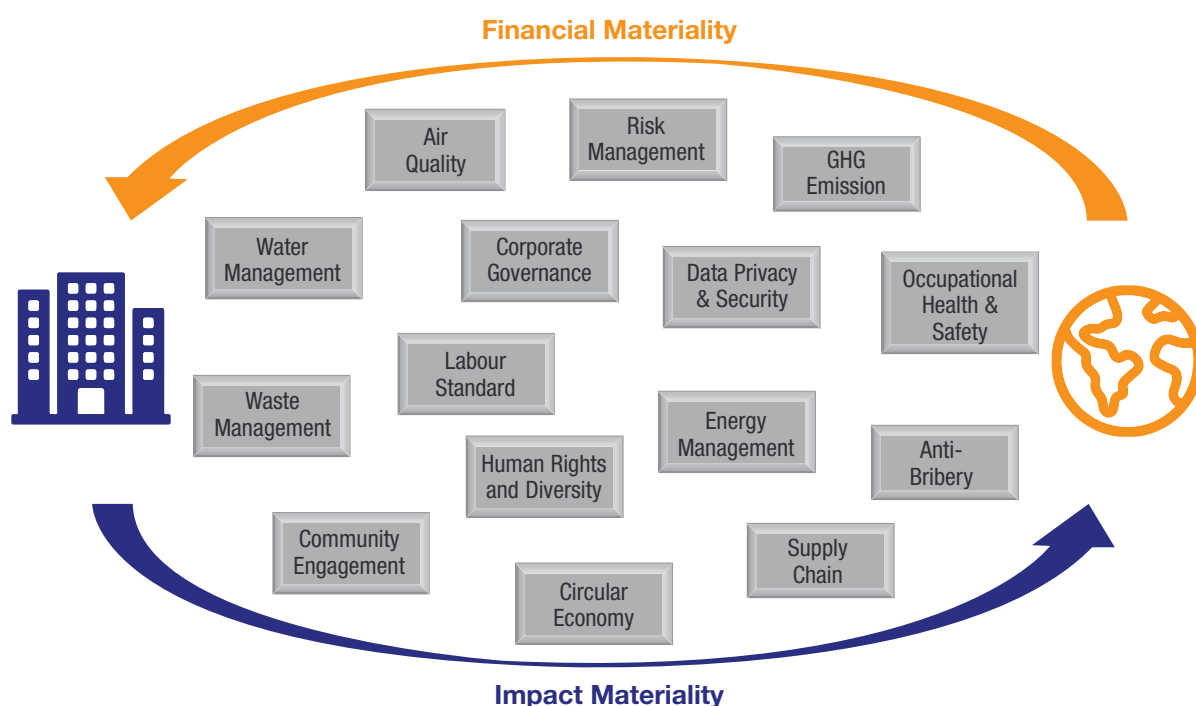 Financial Materiality
Air
Quality
Risk
Management
GHG
Emission
Water
Management
Corporate
Governance
Data Privacy
& Security
Occupational
Health &
Safety
Labour
Standard
Waste
Management
Energy
Management
Human Rights
and Diversity
Anti-
Bribery
Community
Engagement
Supply
Chain
Circular
Economy
Impact Materiality